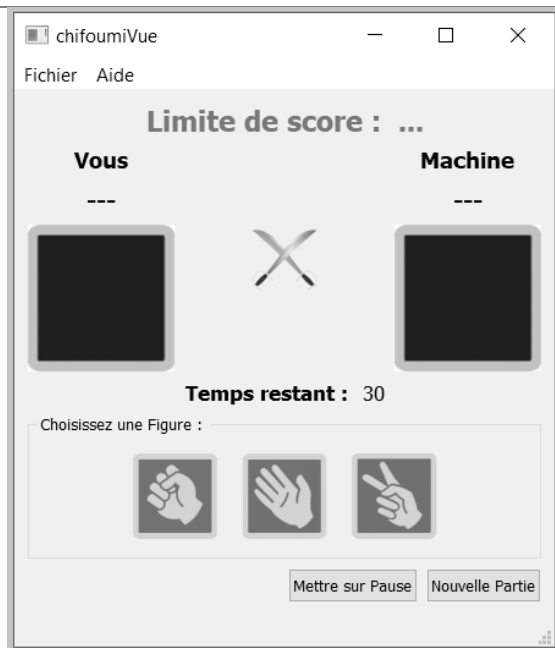 chifoumiVue
Fichier Aide
Limite de score : ...
Vous Machine
--- ---
Temps restant : 30
Choisissez une Figure :
Mettre sur Pause Nouvelle Partie